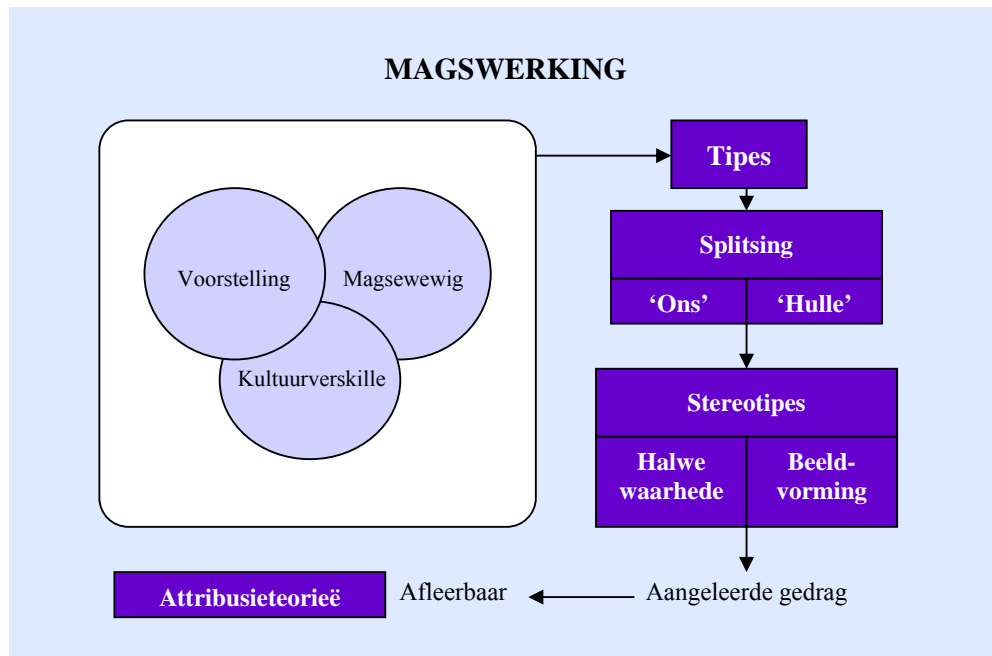 MAGSWERKING
Voorstelling
Magsewewig
Kultuurverskille
Tipes
Splitsing
‘Ons’
‘Hulle’
Stereotipes
Halwe
waarhede
Beeld-
vorming
Aangeleerde gedrag
Afleerbaar
Attribusieteorieë